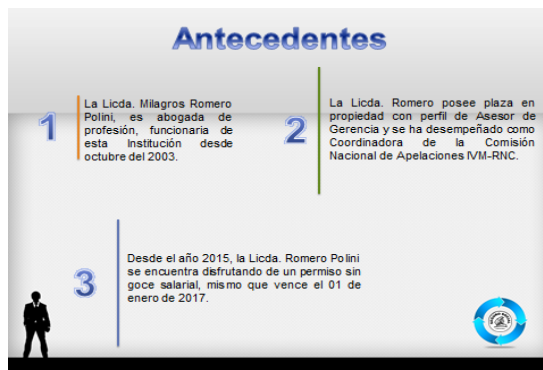 Antecedentes
1
La Licda. Milagros Romero
Polini, es abogada de
profesión, funcionaria de
esta Institución desde
octubre del 2003.
2
La Licda. Romero posee plaza en
propiedad con perfil de Asesor de
Gerencia y se ha desempeñado como
Coordinadora de la Comisión
Nacional de Apelaciones IVM-RNC.
3
Desde el año 2015, la Licda. Romero Polini
se encuentra disfrutando de un permiso sin
goce salarial, mismo que vence el 01 de
enero de 2017.